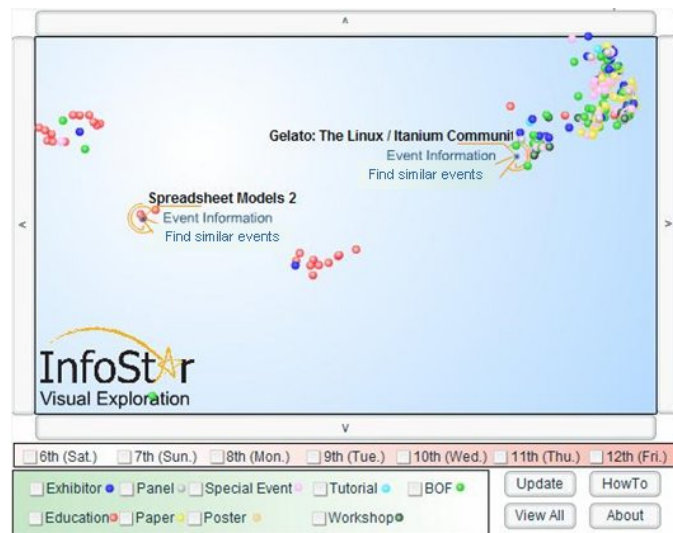 Gelato: The Linux / Itanium Communit
Event Information
Find similar events
Spreadsheet Models 2
Event Information
Find similar events
InfoStar
Visual Exploration
6th (Sat.) 7th (Sun.) 8th (Mon.) 9th (Tue.) 10th (Wed.) 11th (Thu.) 12th (Fri.)
Exhibitor Panel Special Event Tutorial BOF Update HowTo
Education Paper Poster Workshop View All About